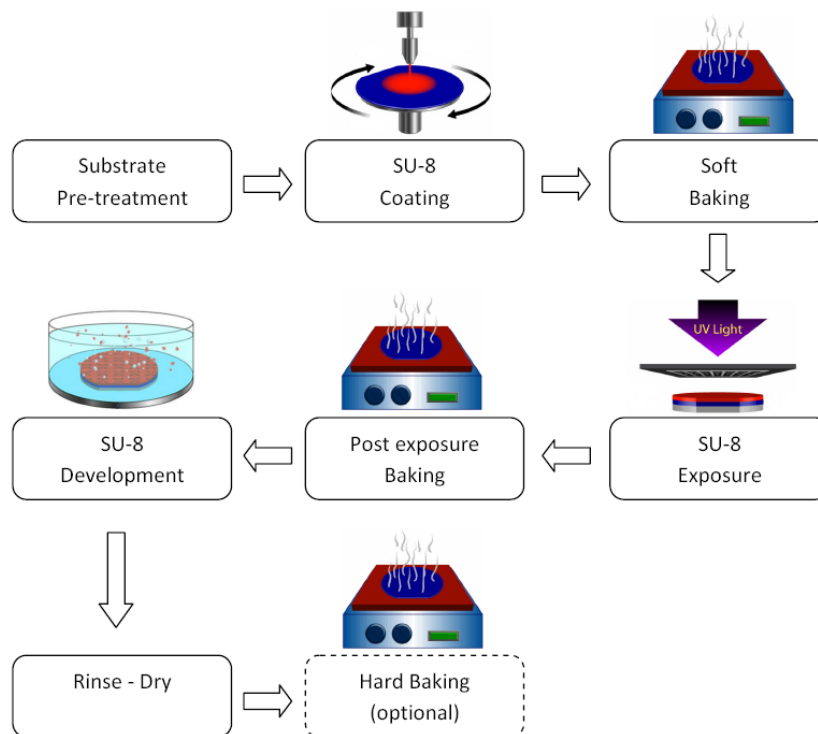 Substrate
Pre-treatment
SU-8
Coating
Soft
Baking
UV Light
SU-8
Exposure
Post exposure
Baking
SU-8
Development
Rinse - Dry
Hard Baking
(optional)